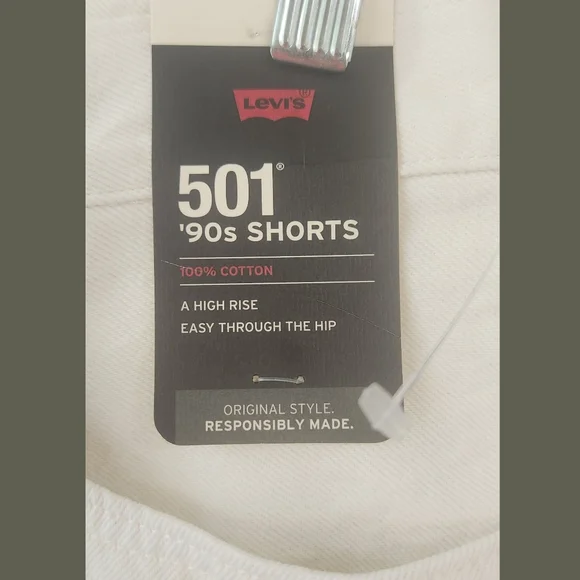 Levi's®
501®
'90s SHORTS
100% COTTON
A HIGH RISE
EASY THROUGH THE HIP
ORIGINAL STYLE.
RESPONSIBLY MADE.